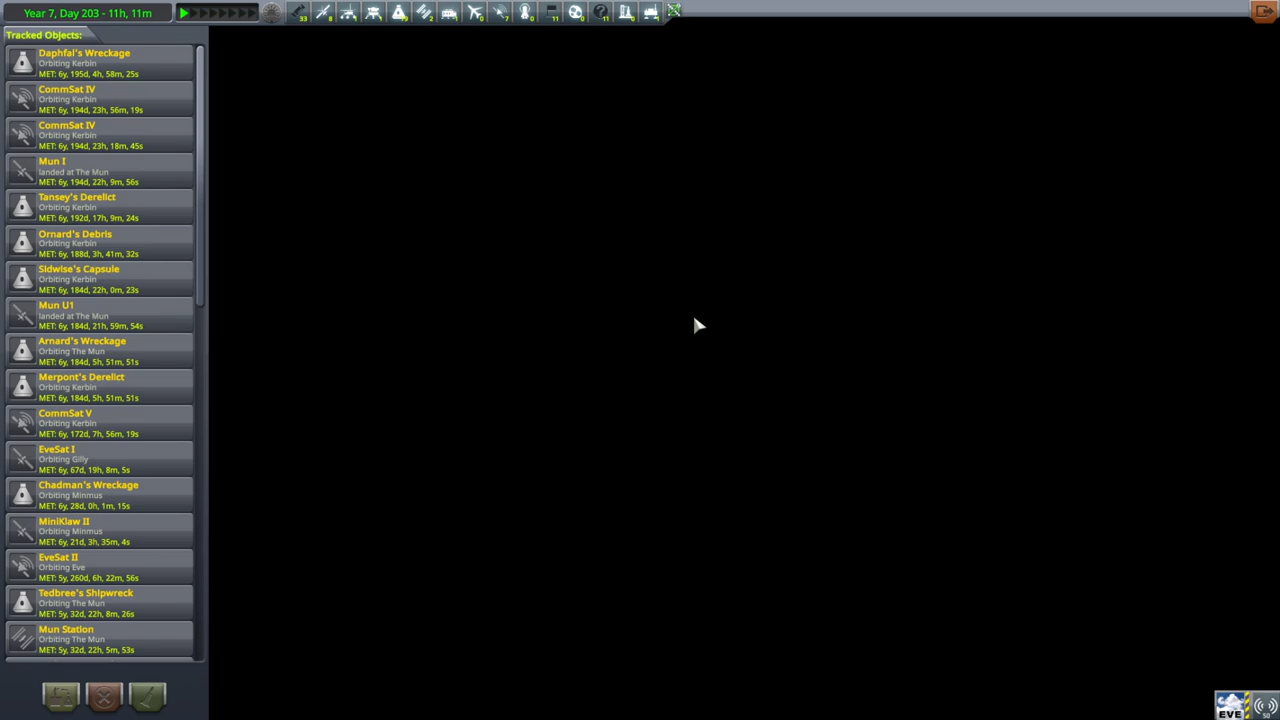 Year 7, Day 203 - 11h, 11m
33
11
11
Tracked Objects:
Daphfal's Wreckage
Orbiting Kerbin
MET: 6y, 195d, 4h, 58m, 25s
CommSat IV
Orbiting Kerbin
MET: 6y, 194d, 23h, 56m, 19s
CommSat IV
Orbiting Kerbin
MET: 6y, 194d, 23h, 18m, 45s
Mun I
landed at The Mun
MET: 6y, 194d, 22h, 9m, 56s
Tansey's Derelict
Orbiting Kerbin
MET: 6y, 192d, 17h, 9m, 24s
Ornard's Debris
Orbiting Kerbin
MET: 6y, 188d, 3h, 41m, 32s
Sidwise's Capsule
Orbiting Kerbin
MET: 6y, 184d, 22h, 0m, 23s
Mun U1
landed at The Mun
MET: 6y, 184d, 21h, 59m, 54s
Arnard's Wreckage
Orbiting The Mun
MET: 6y, 184d, 5h, 51m, 51s
Merpont's Derelict
Orbiting Kerbin
MET: 6y, 184d, 5h, 51m, 51s
CommSat V
Orbiting Kerbin
MET: 6y, 172d, 7h, 56m, 19s
EveSat I
Orbiting Gilly
MET: 6y, 67d, 19h, 8m, 5s
Chadman's Wreckage
Orbiting Minmus
MET: 6y, 28d, 0h, 1m, 15s
MiniKlaw II
Orbiting Minmus
MET: 6y, 21d, 3h, 35m, 4s
EveSat II
Orbiting Eve
MET: 5y, 260d, 6h, 22m, 56s
Tedbree's Shipwreck
Orbiting The Mun
MET: 5y, 32d, 22h, 8m, 26s
Mun Station
Orbiting The Mun
MET: 5y, 32d, 22h, 5m, 53s
EVE